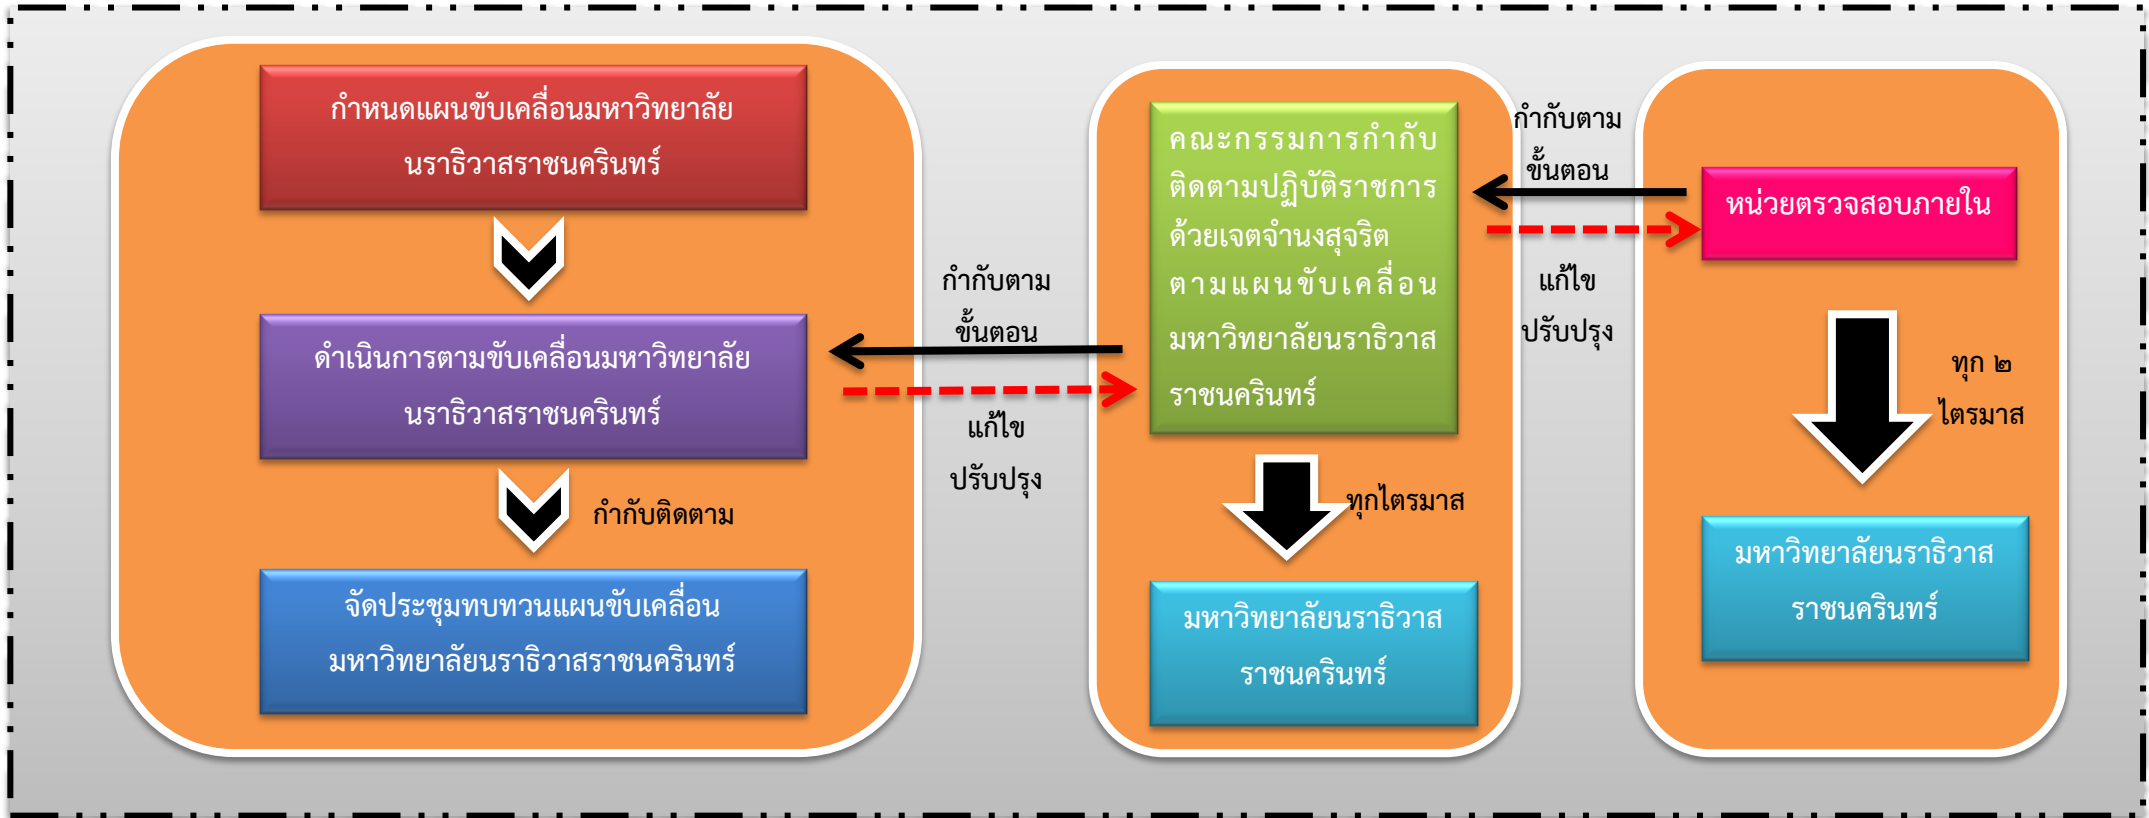 กำหนดแผนขับเคลื่อนมหาวิทยาลัย
นราธิวาสราชนครินทร์
ดำเนินการตามขับเคลื่อนมหาวิทยาลัย
นราธิวาสราชนครินทร์
กำกับติดตาม
จัดประชุมทบทวนแผนขับเคลื่อน
มหาวิทยาลัยนราธิวาสราชนครินทร์
กำกับตาม
ขั้นตอน
แก้ไข
ปรับปรุง
คณะกรรมการกำกับ
ติดตามปฏิบัติราชการ
ด้วยเจตจำนงสุจริต
ตามแผนขับเคลื่อน
มหาวิทยาลัยนราธิวาส
ราชนครินทร์
ทุกไตรมาส
มหาวิทยาลัยนราธิวาส
ราชนครินทร์
กำกับตาม
ขั้นตอน
แก้ไข
ปรับปรุง
หน่วยตรวจสอบภายใน
ทุก ๒
ไตรมาส
มหาวิทยาลัยนราธิวาส
ราชนครินทร์